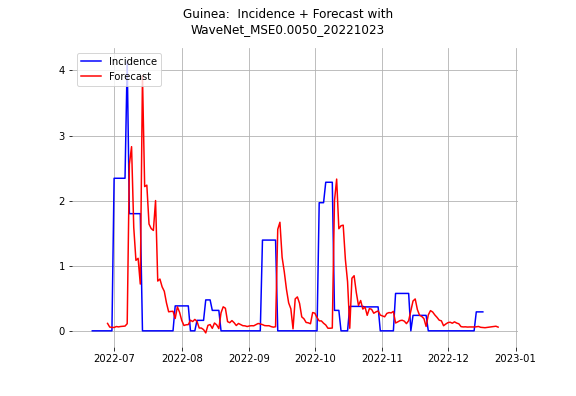 Guinea:  Incidence + Forecast with
WaveNet_MSE0.0050_20221023
Incidence
Forecast
4
3
2
1
0
2022-07 2022-08 2022-09 2022-10 2022-11 2022-12 2023-01